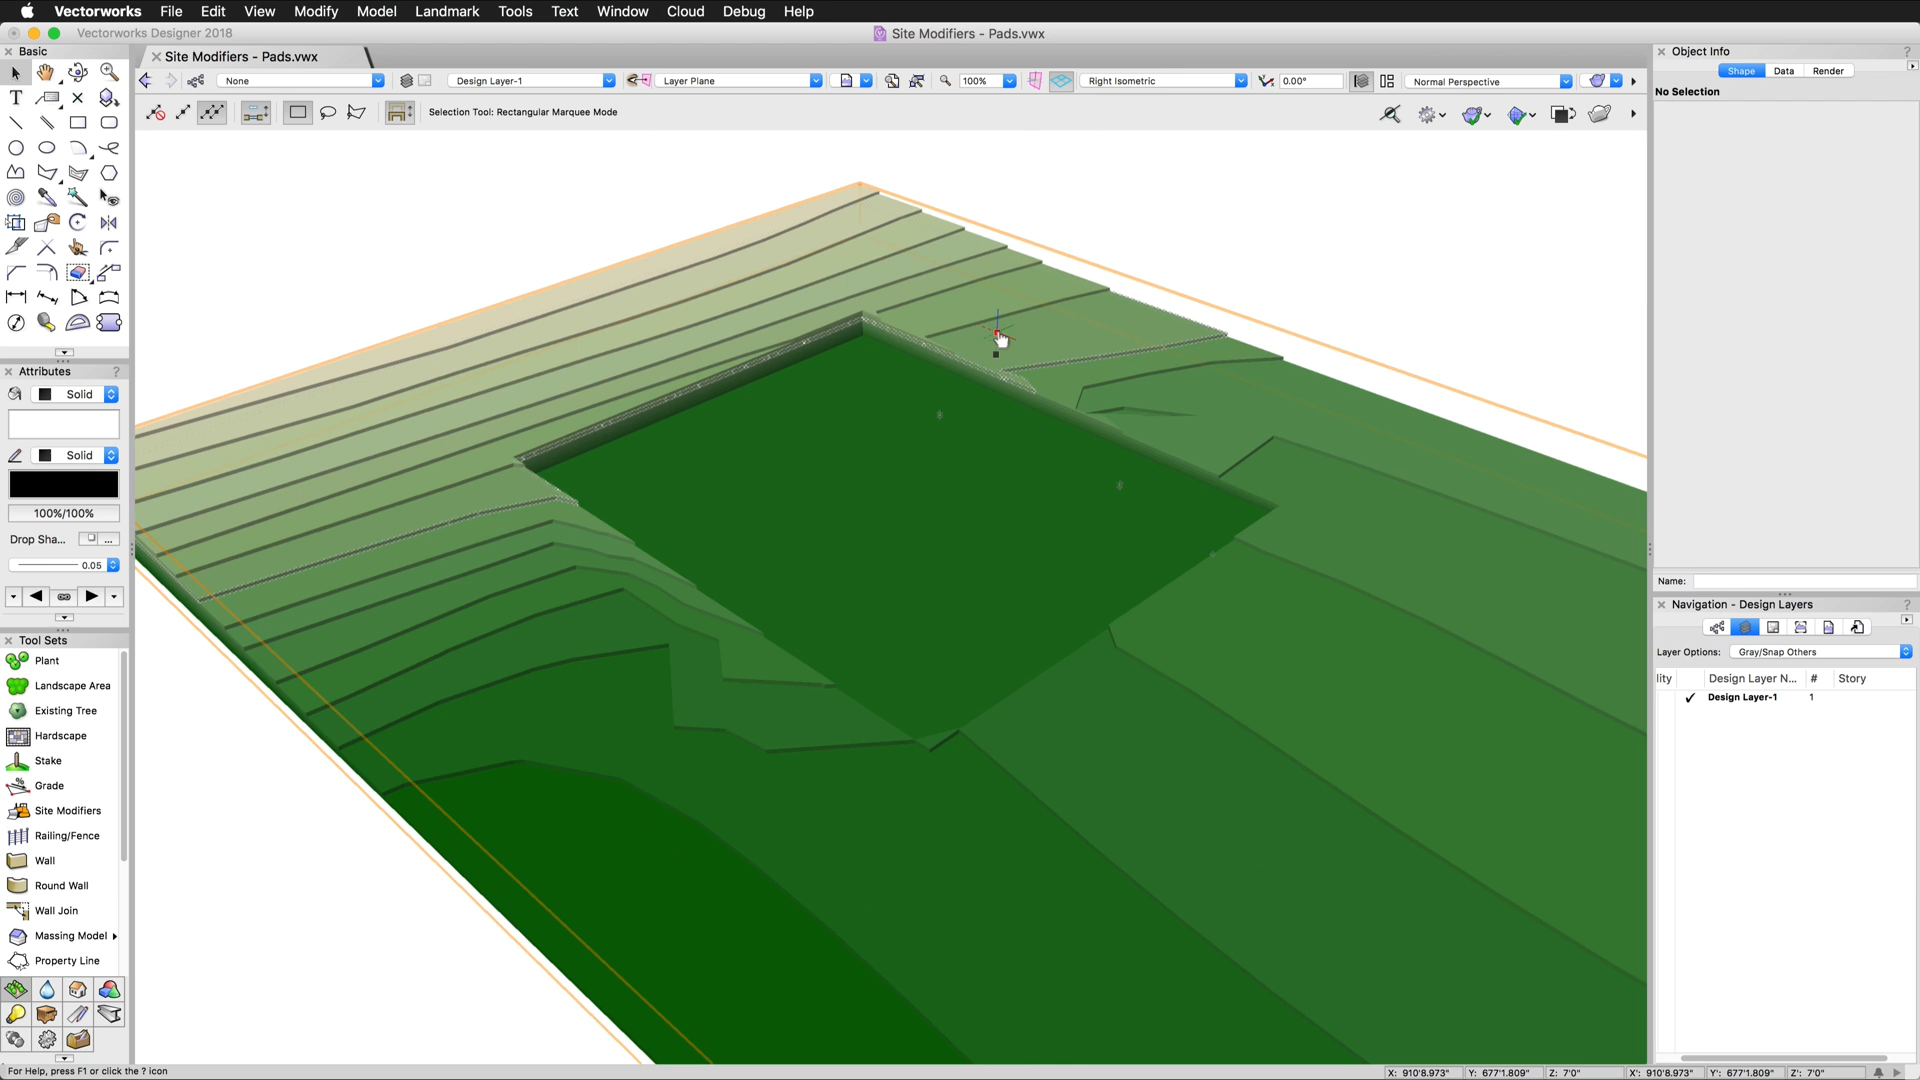 Vectorworks File Edit View Modify Model Landmark Tools Text Window Cloud Debug Help
Vectorworks Designer 2018
Site Modifiers - Pads.vwx
Basic
Site Modifiers - Pads.vwx
Object Info
?
None
Design Layer-1
Layer Plane
100%
Right Isometric
0.00°
Normal Perspective
Shape Data Render
No Selection
Selection Tool: Rectangular Marquee Mode
Attributes
?
Solid
Solid
100%/100%
Drop Sha...
...
0.05
Tool Sets
Plant
Landscape Area
Existing Tree
Hardscape
Stake
Grade
Site Modifiers
Railing/Fence
Wall
Round Wall
Wall Join
Massing Model
Property Line
Name:
Navigation - Design Layers
?
Layer Options: Gray/Snap Others
lity Design Layer N... # Story
Design Layer-1 1
For Help, press F1 or click the ? icon
X: 910'8.973" Y: 677'1.809" Z: 7'0" X': 910'8.973" Y': 677'1.809" Z': 7'0"